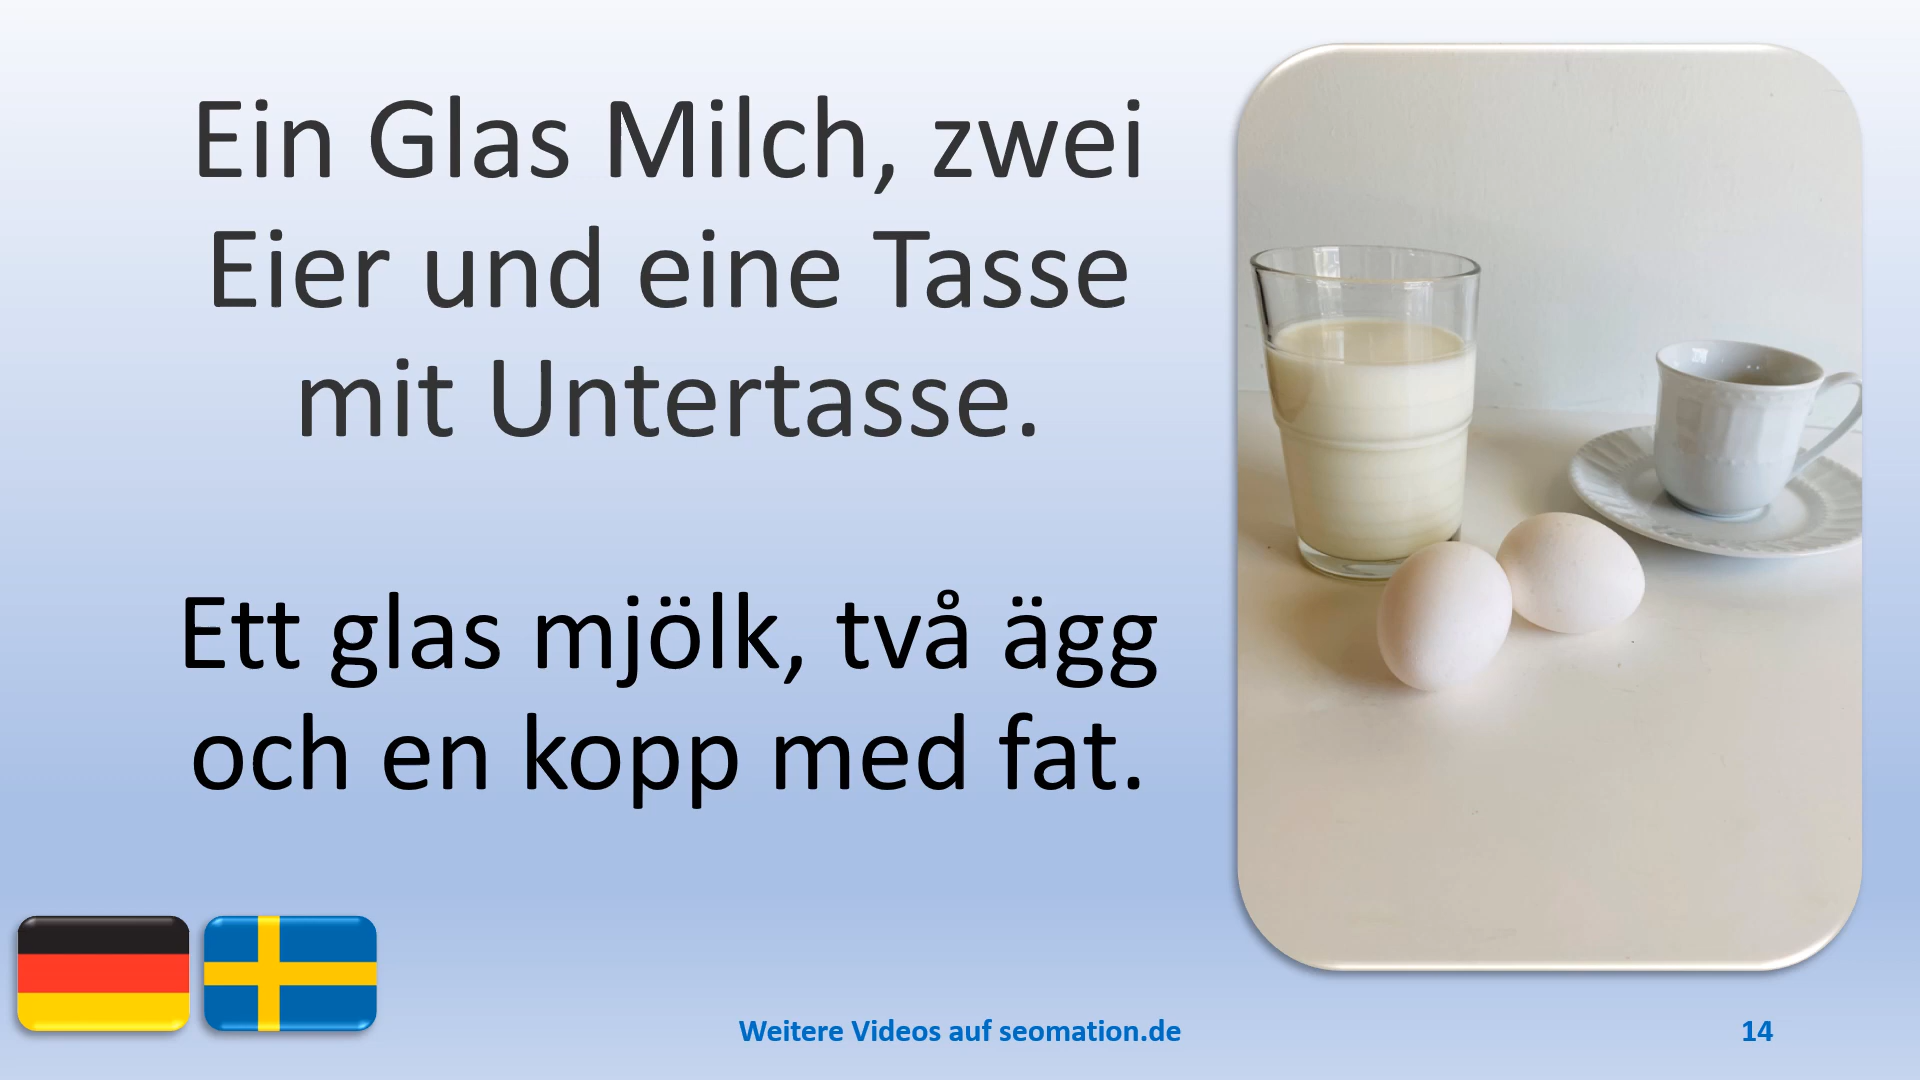 Ein Glas Milch, zwei
Eier und eine Tasse
mit Untertasse.
Ett glas mjölk, två ägg
och en kopp med fat.
Weitere Videos auf seomation.de
14